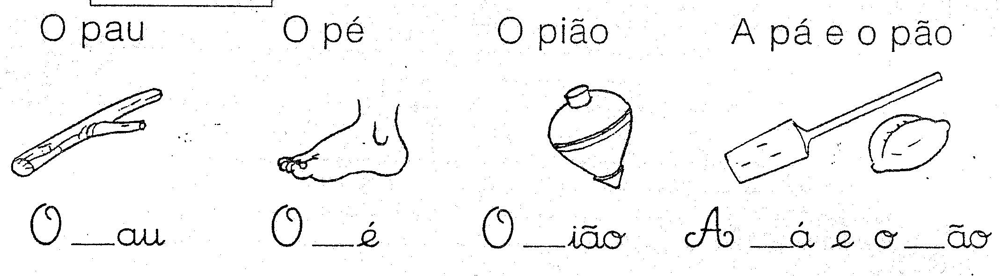 O pau O pé O pião A pá e o pão
O __au O __é O __ião A __á e o __ão